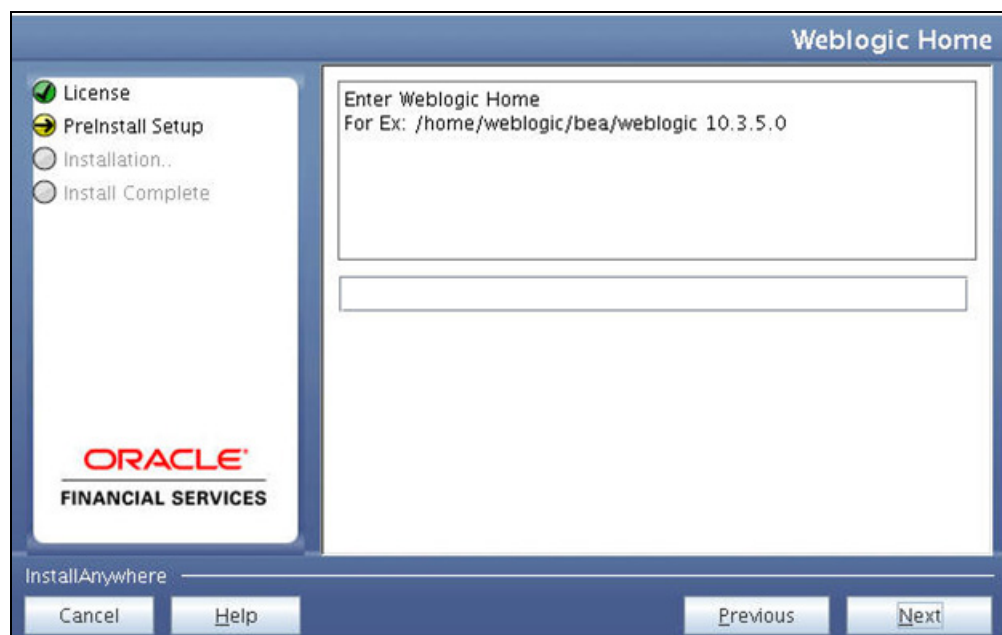 Weblogic Home
License
PreInstall Setup
Installation..
Install Complete
ORACLE
FINANCIAL SERVICES
Enter Weblogic Home
For Ex: /home/weblogic/bea/weblogic 10.3.5.0
InstallAnywhere
Cancel
Help
Previous
Next